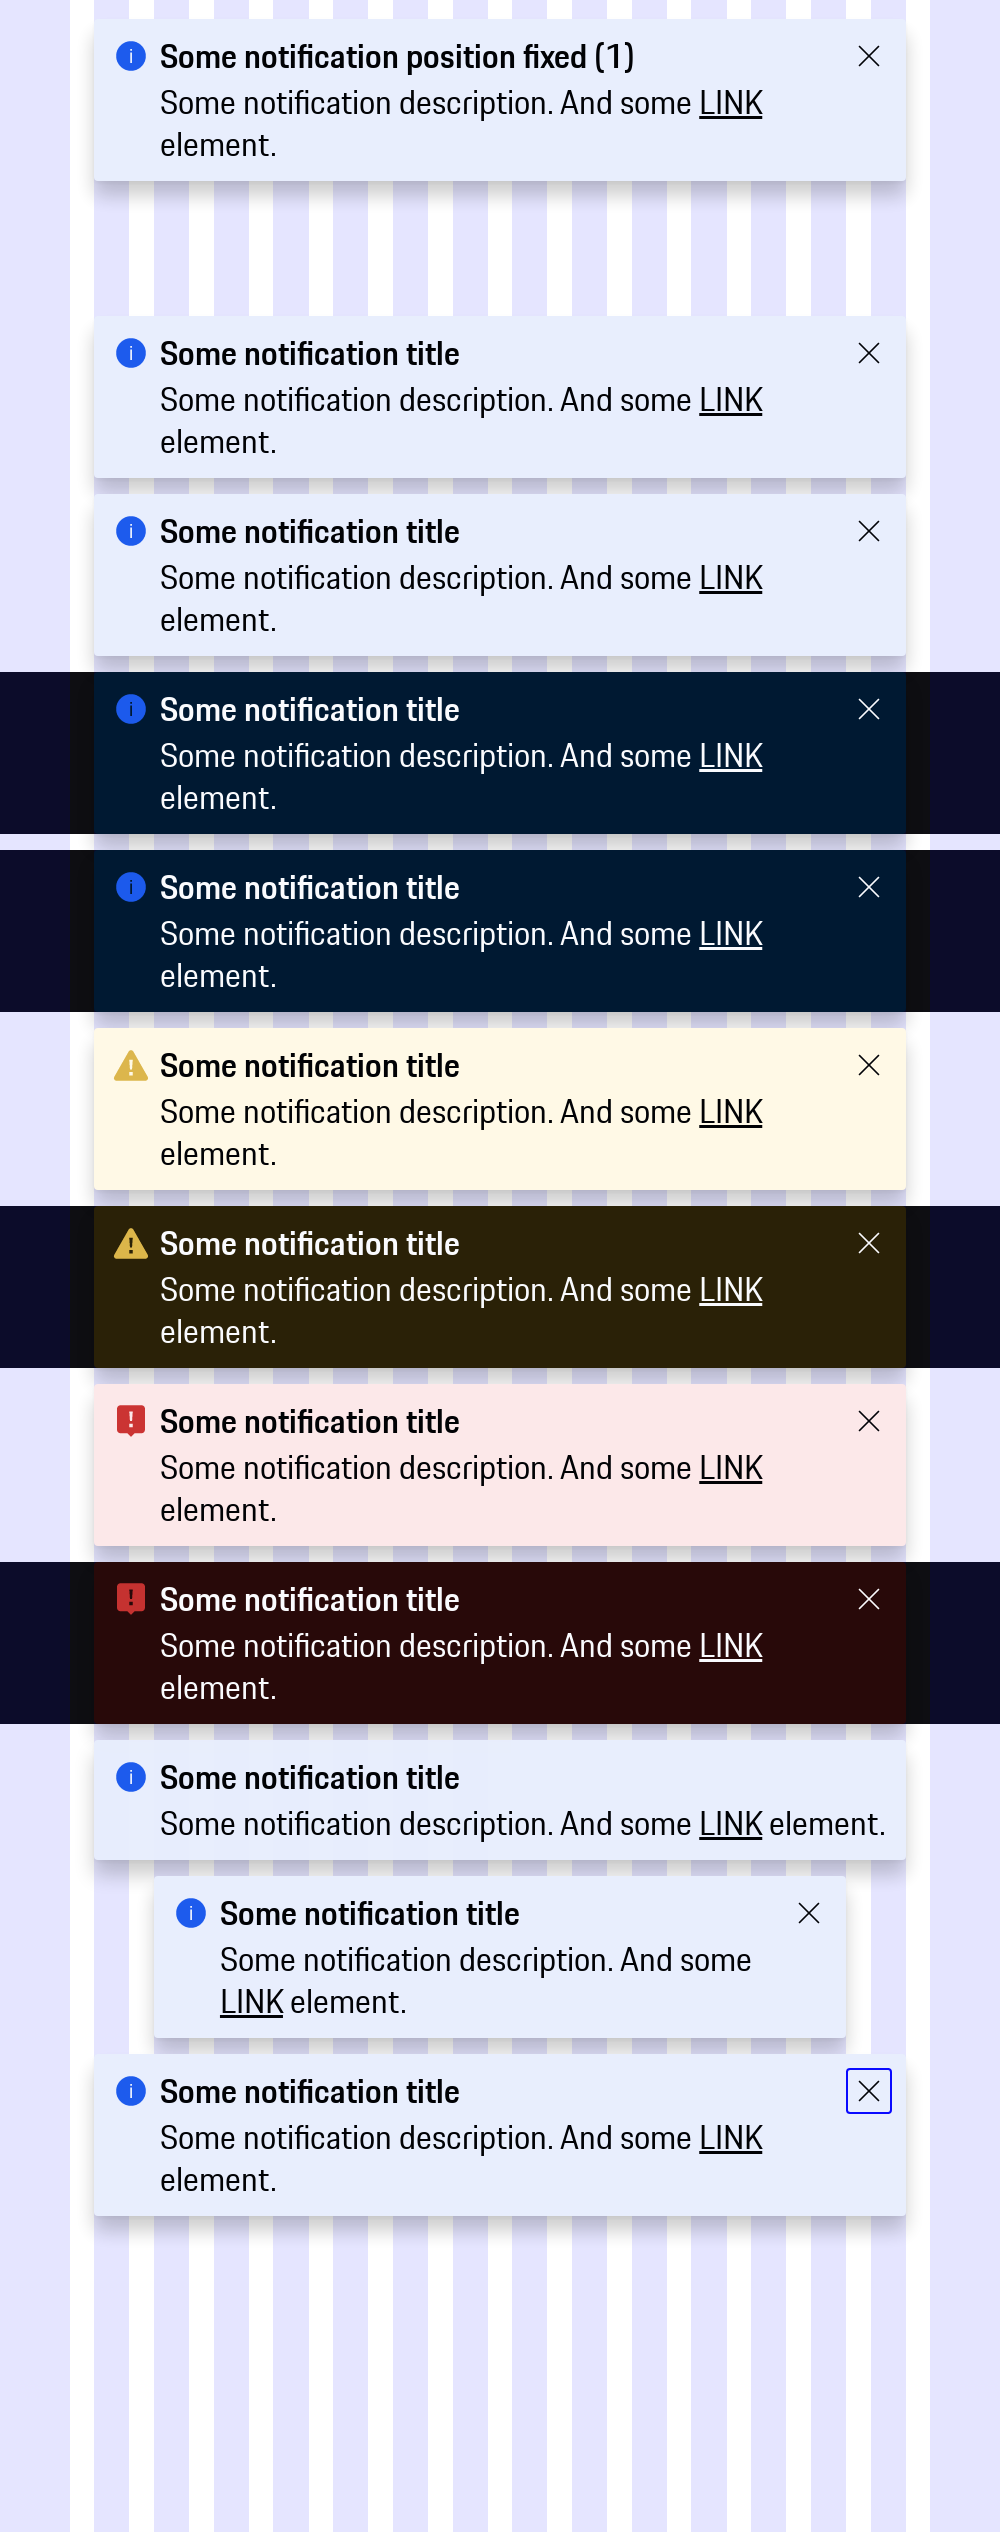 Some notification position fixed (1)
Some notification description. And some LINK
element.
Some notification title
Some notification description. And some LINK
element.
Some notification title
Some notification description. And some LINK
element.
Some notification title
Some notification description. And some LINK
element.
Some notification title
Some notification description. And some LINK
element.
Some notification title
Some notification description. And some LINK
element.
Some notification title
Some notification description. And some LINK
element.
Some notification title
Some notification description. And some LINK
element.
Some notification title
Some notification description. And some LINK
element.
Some notification title
Some notification description. And some LINK element.
Some notification title
Some notification description. And some
LINK element.
Some notification title
Some notification description. And some LINK
element.